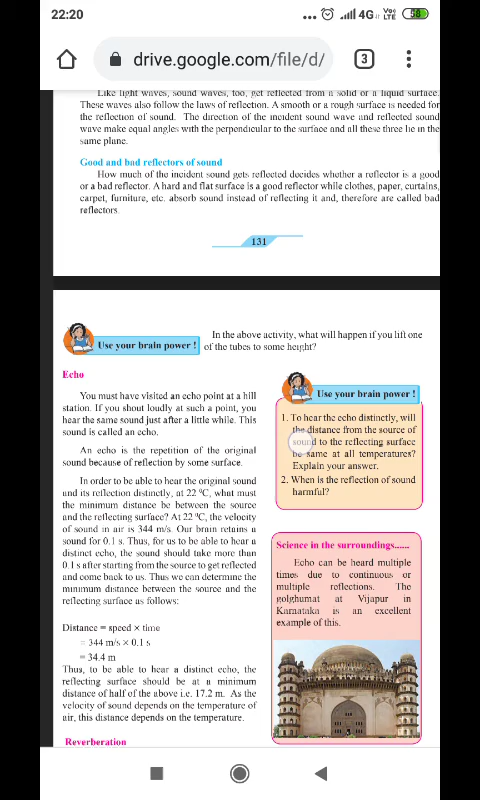 22:20
... 4G Vo) LTE 58
drive.google.com/file/d/
3
Like light waves, sound waves, too, get reflected from a solid or a liquid surface.
These waves also follow the laws of reflection. A smooth or a rough surface is needed for
the reflection of sound. The direction of the incident sound wave and reflected sound
wave make equal angles with the perpendicular to the surface and all these three lie in the
same plane.
Good and bad reflectors of sound
How much of the incident sound gets reflected decides whether a reflector is a good
or a bad reflector. A hard and flat surface is a good reflector while clothes, paper, curtains,
carpet, furniture, etc. absorb sound instead of reflecting it and, therefore are called bad
reflectors.
131
Use your brain power !
In the above activity, what will happen if you lift one
of the tubes to some height?
Echo
You must have visited an echo point at a hill
station. If you shout loudly at such a point, you
hear the same sound just after a little while. This
sound is called an echo.
An echo is the repetition of the original
sound because of reflection by some surface.
In order to be able to hear the original sound
and its reflection distinctly, at 22 ⁰C, what must
the minimum distance be between the source
and the reflecting surface? At 22 ⁰C, the velocity
of sound in air is 344 m/s. Our brain retains a
sound for 0.1 s. Thus, for us to be able to hear a
distinct echo, the sound should take more than
0.1 s after starting from the source to get reflected
and come back to us. Thus we can determine the
minimum distance between the source and the
reflecting surface as follows:
Distance = speed × time
= 344 m/s × 0.1 s
= 34.4 m
Thus, to be able to hear a distinct echo, the
reflecting surface should be at a minimum
distance of half of the above i.e. 17.2 m. As the
velocity of sound depends on the temperature of
air, this distance depends on the temperature.
Reverberation
Use your brain power !
1. To hear the echo distinctly, will
the distance from the source of
sound to the reflecting surface
be same at all temperatures?
Explain your answer.
2. When is the reflection of sound
harmful?
Science in the surroundings......
Echo can be heard multiple
times due to continuous or
multiple reflections. The
golghumat at Vijapur in
Karnataka is an excellent
example of this.